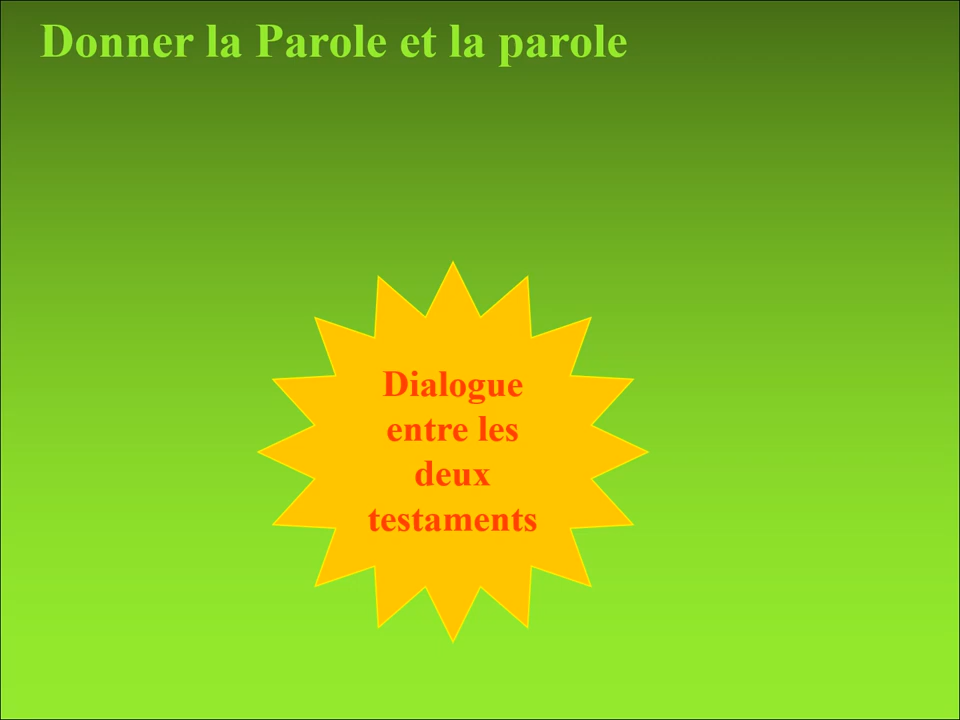 Donner la Parole et la parole
Dialogue
entre les
deux
testaments